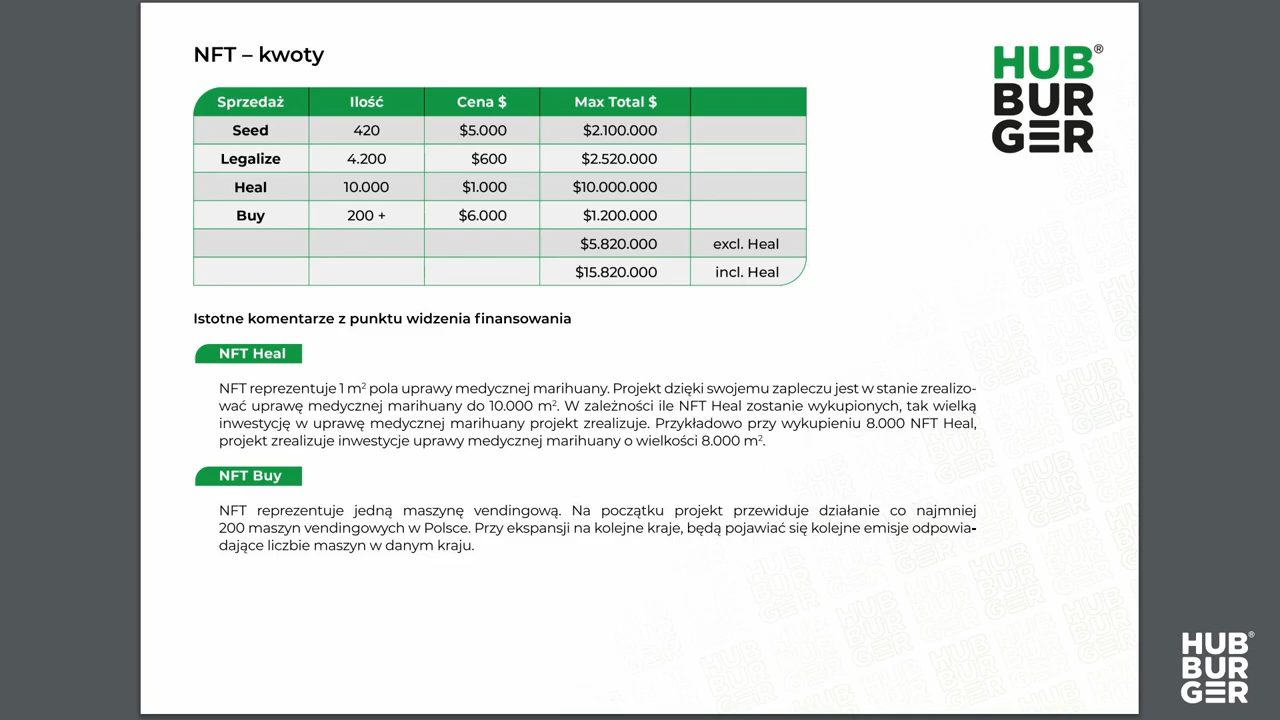 NFT – kwoty
HUB®
BUR
GER
Sprzedaż Ilość Cena $ Max Total $
Seed 420 $5.000 $2.100.000
Legalize 4.200 $600 $2.520.000
Heal 10.000 $1.000 $10.000.000
Buy 200 + $6.000 $1.200.000
$5.820.000 excl. Heal
$15.820.000 incl. Heal
Istotne komentarze z punktu widzenia finansowania
NFT Heal
NFT reprezentuje 1 m² pola uprawy medycznej marihuany. Projekt dzięki swojemu zapleczu jest w stanie zrealizo-
wać uprawę medycznej marihuany do 10.000 m². W zależności ile NFT Heal zostanie wykupionych, tak wielką
inwestycję w uprawę medycznej marihuany projekt zrealizuje. Przykładowo przy wykupieniu 8.000 NFT Heal,
projekt zrealizuje inwestycje uprawy medycznej marihuany o wielkości 8.000 m².
NFT Buy
NFT reprezentuje jedną maszynę vendingową. Na początku projekt przewiduje działanie co najmniej
200 maszyn vendingowych w Polsce. Przy ekspansji na kolejne kraje, będą pojawiać się kolejne emisje odpowia-
dające liczbie maszyn w danym kraju.
HUB®
BUR
GER